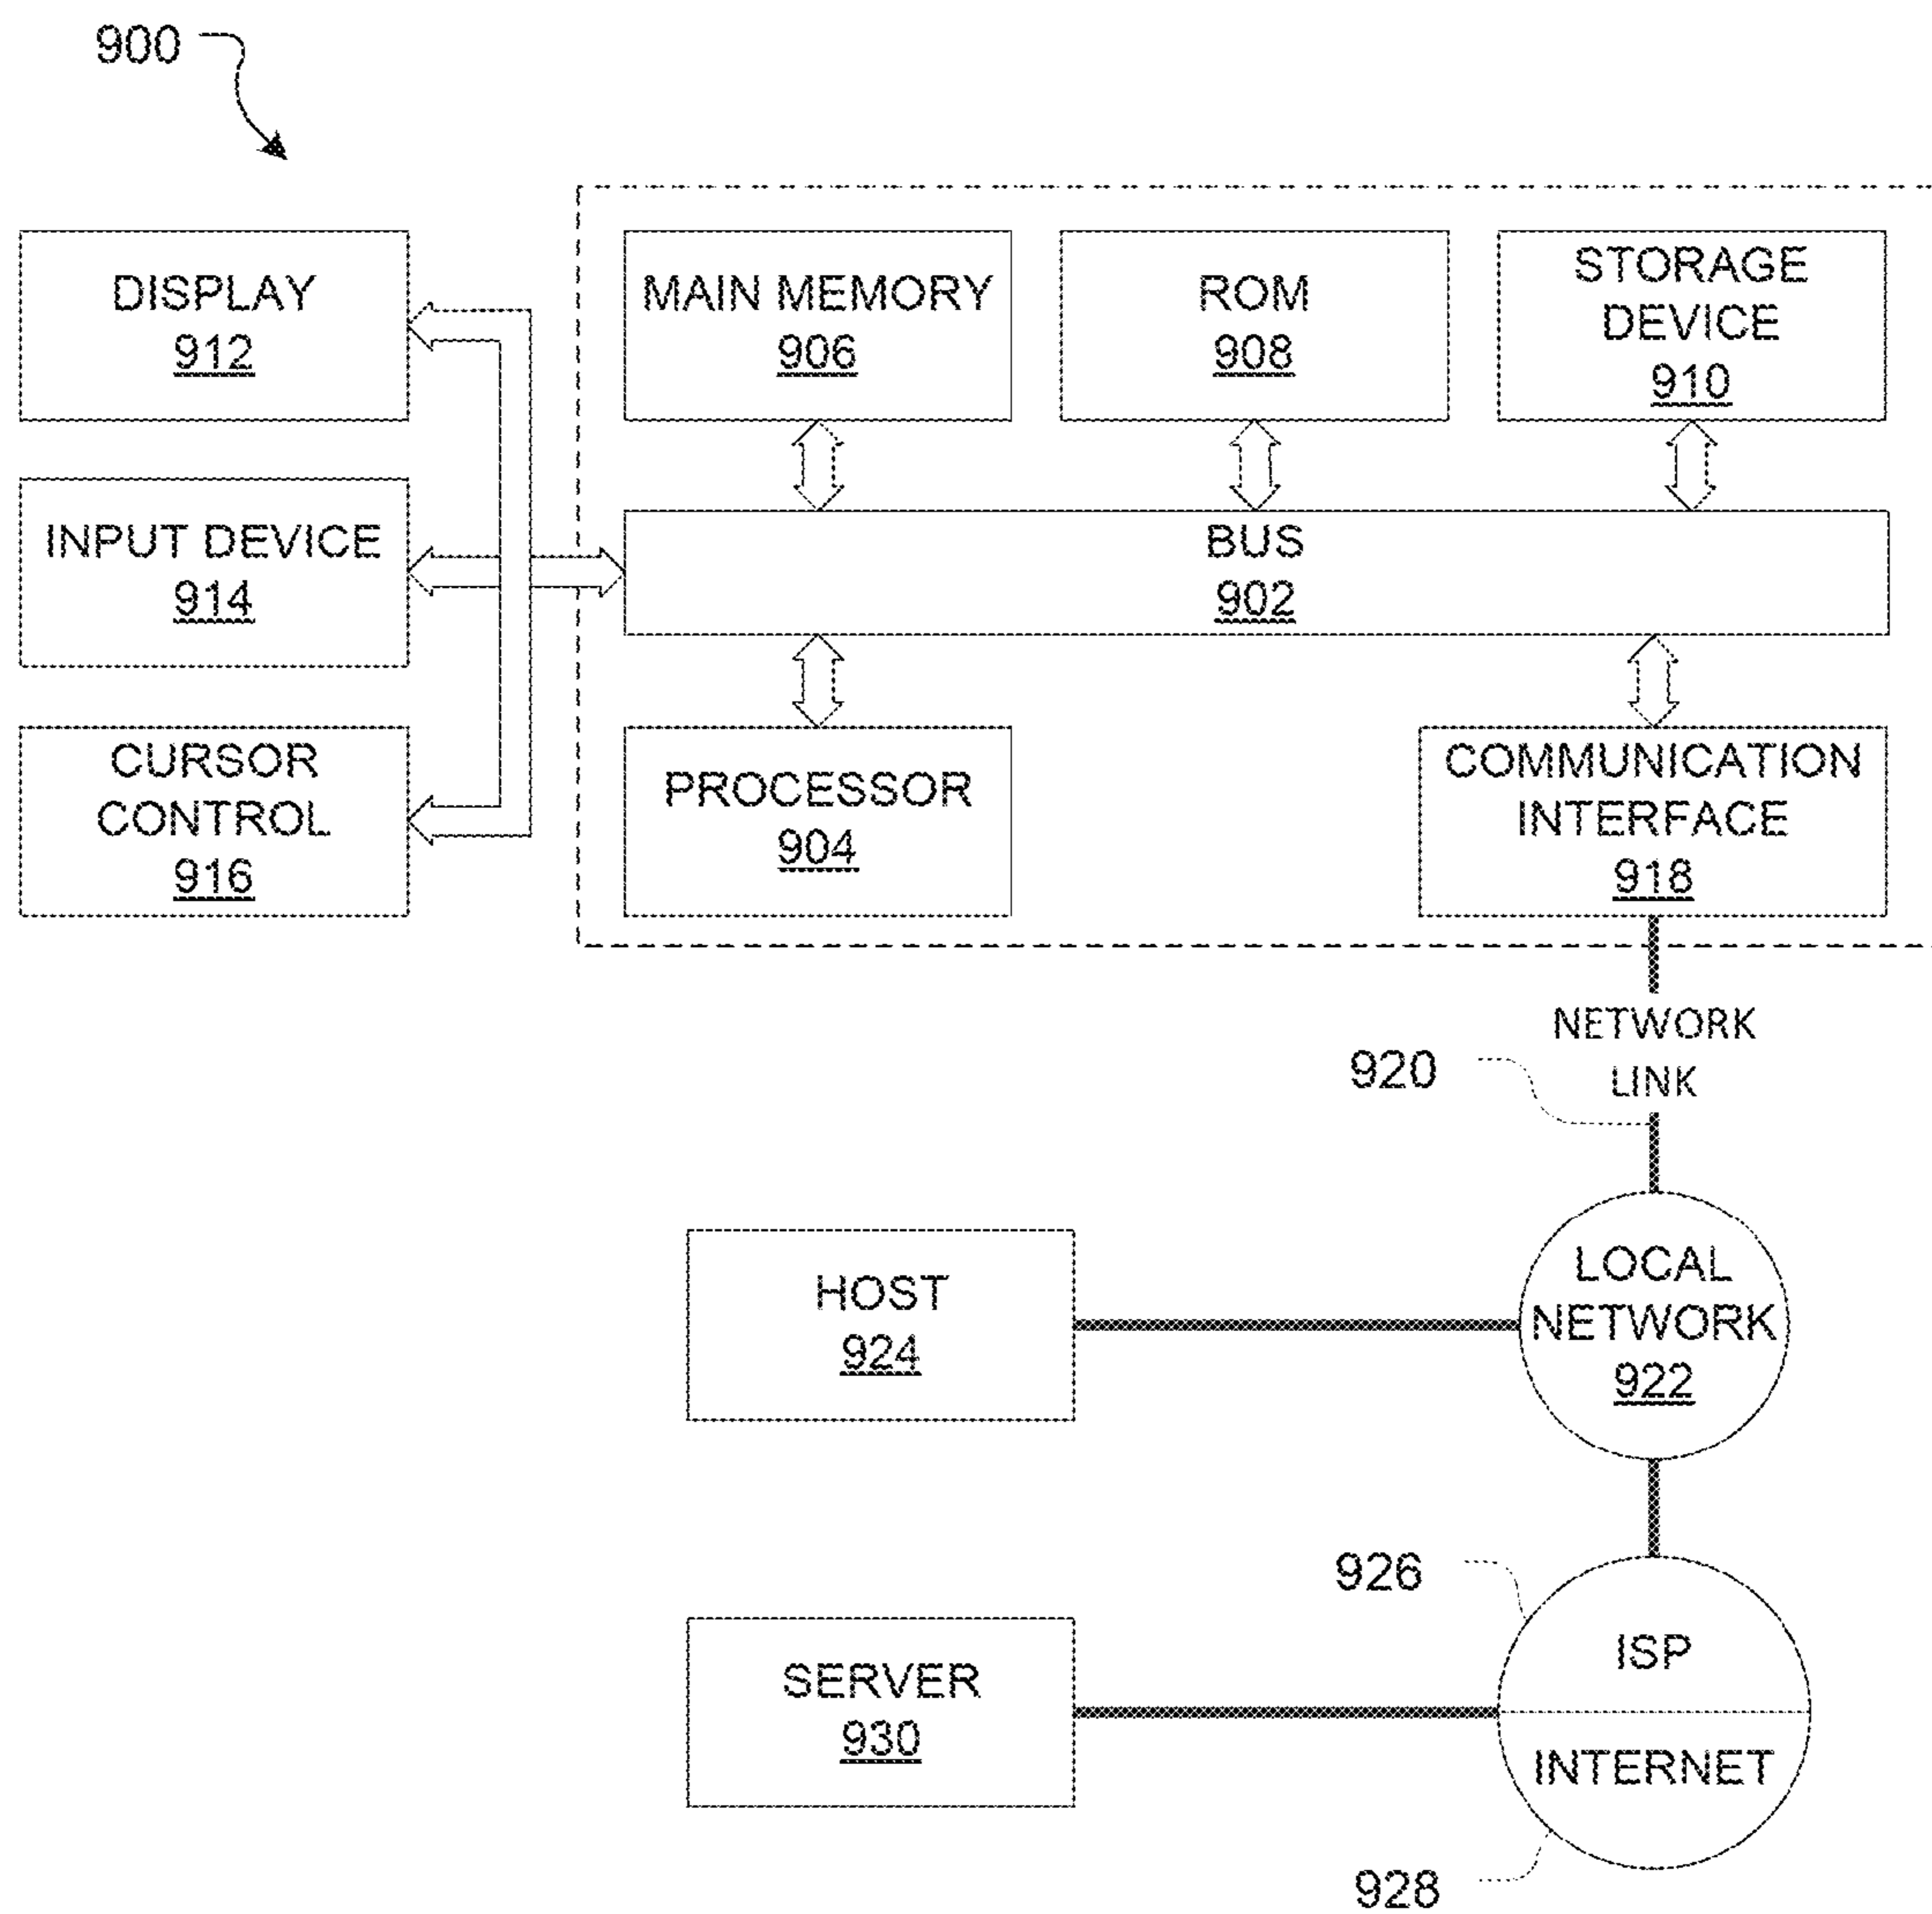 900
DISPLAY
912
MAIN MEMORY
906
ROM
908
STORAGE
DEVICE
910
INPUT DEVICE
914
BUS
902
CURSOR
CONTROL
916
PROCESSOR
904
COMMUNICATION
INTERFACE
918
NETWORK
LINK
920
HOST
924
LOCAL
NETWORK
922
926
ISP
SERVER
930
INTERNET
928